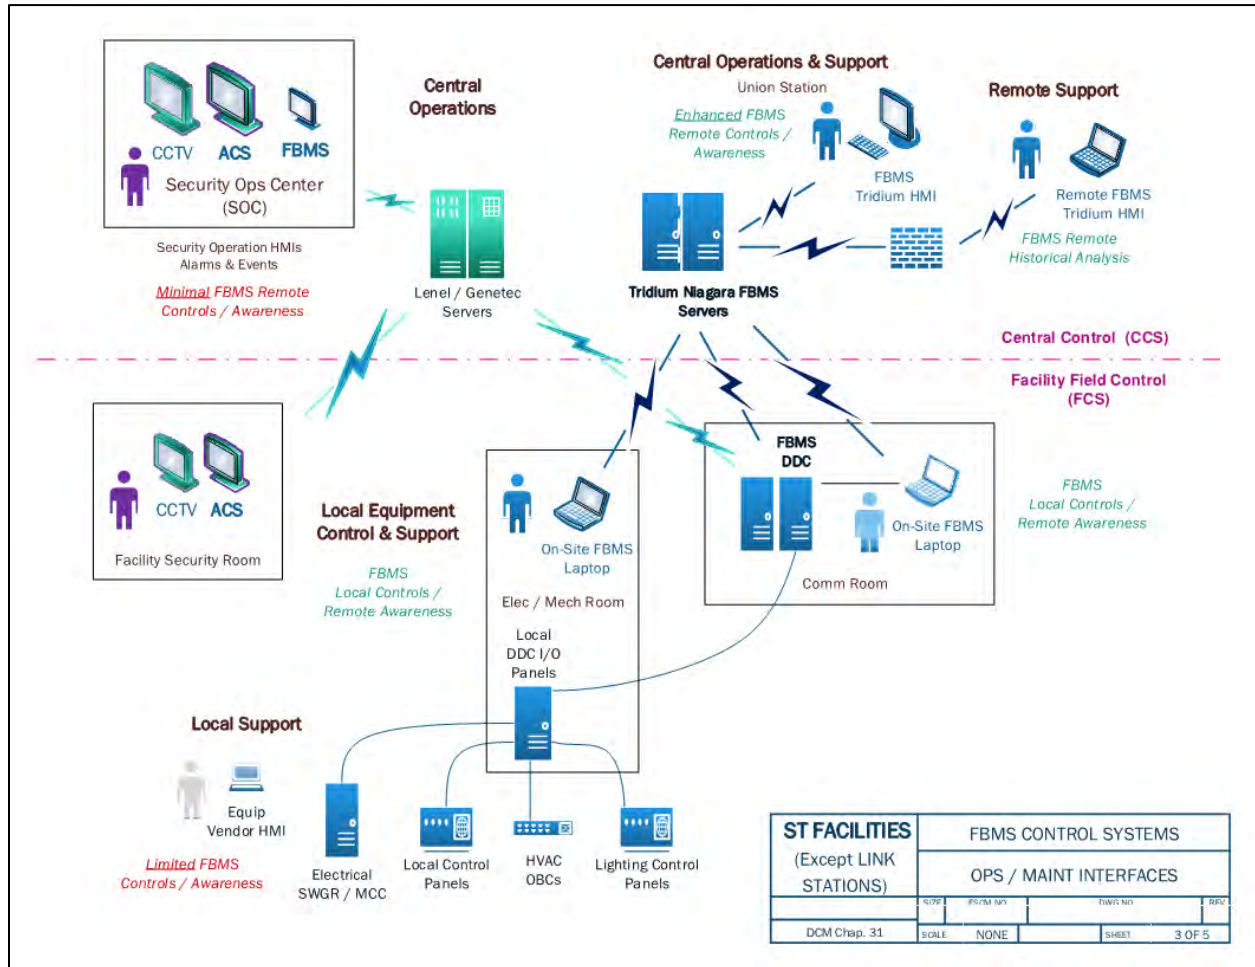 CCTV
ACS
FBMS
Security Ops Center
(SOC)
Security Operation HMIs
Alarms & Events
Minimal FBMS Remote
Controls / Awareness
Central
Operations
Lenel / Genetec
Servers
Central Operations & Support
Union Station
Enhanced FBMS
Remote Controls /
Awareness
FBMS
Tridium HMI
Remote Support
Remote FBMS
Tridium HMI
FBMS Remote
Historical Analysis
Tridium Niagara FBMS
Servers
Central Control (CCS)
Facility Field Control
(FCS)
CCTV
ACS
Facility Security Room
Local Equipment
Control & Support
FBMS
Local Controls /
Remote Awareness
On-Site FBMS
Laptop
Elec / Mech Room
Local
DDC I/O
Panels
FBMS
DDC
On-Site FBMS
Laptop
Comm Room
FBMS
Local Controls /
Remote Awareness
Local Support
Equip
Vendor HMI
Limited FBMS
Controls / Awareness
Electrical
SWGR / MCC
Local Control
Panels
HVAC
OBCs
Lighting Control
Panels
ST FACILITIES
(Except LINK
STATIONS)
DCM Chap. 31
FBMS CONTROL SYSTEMS
OPS / MAINT INTERFACES
SIZE
FSCM NO
DWG NO
REV
SCALE
NONE
SHEET
3 OF 5